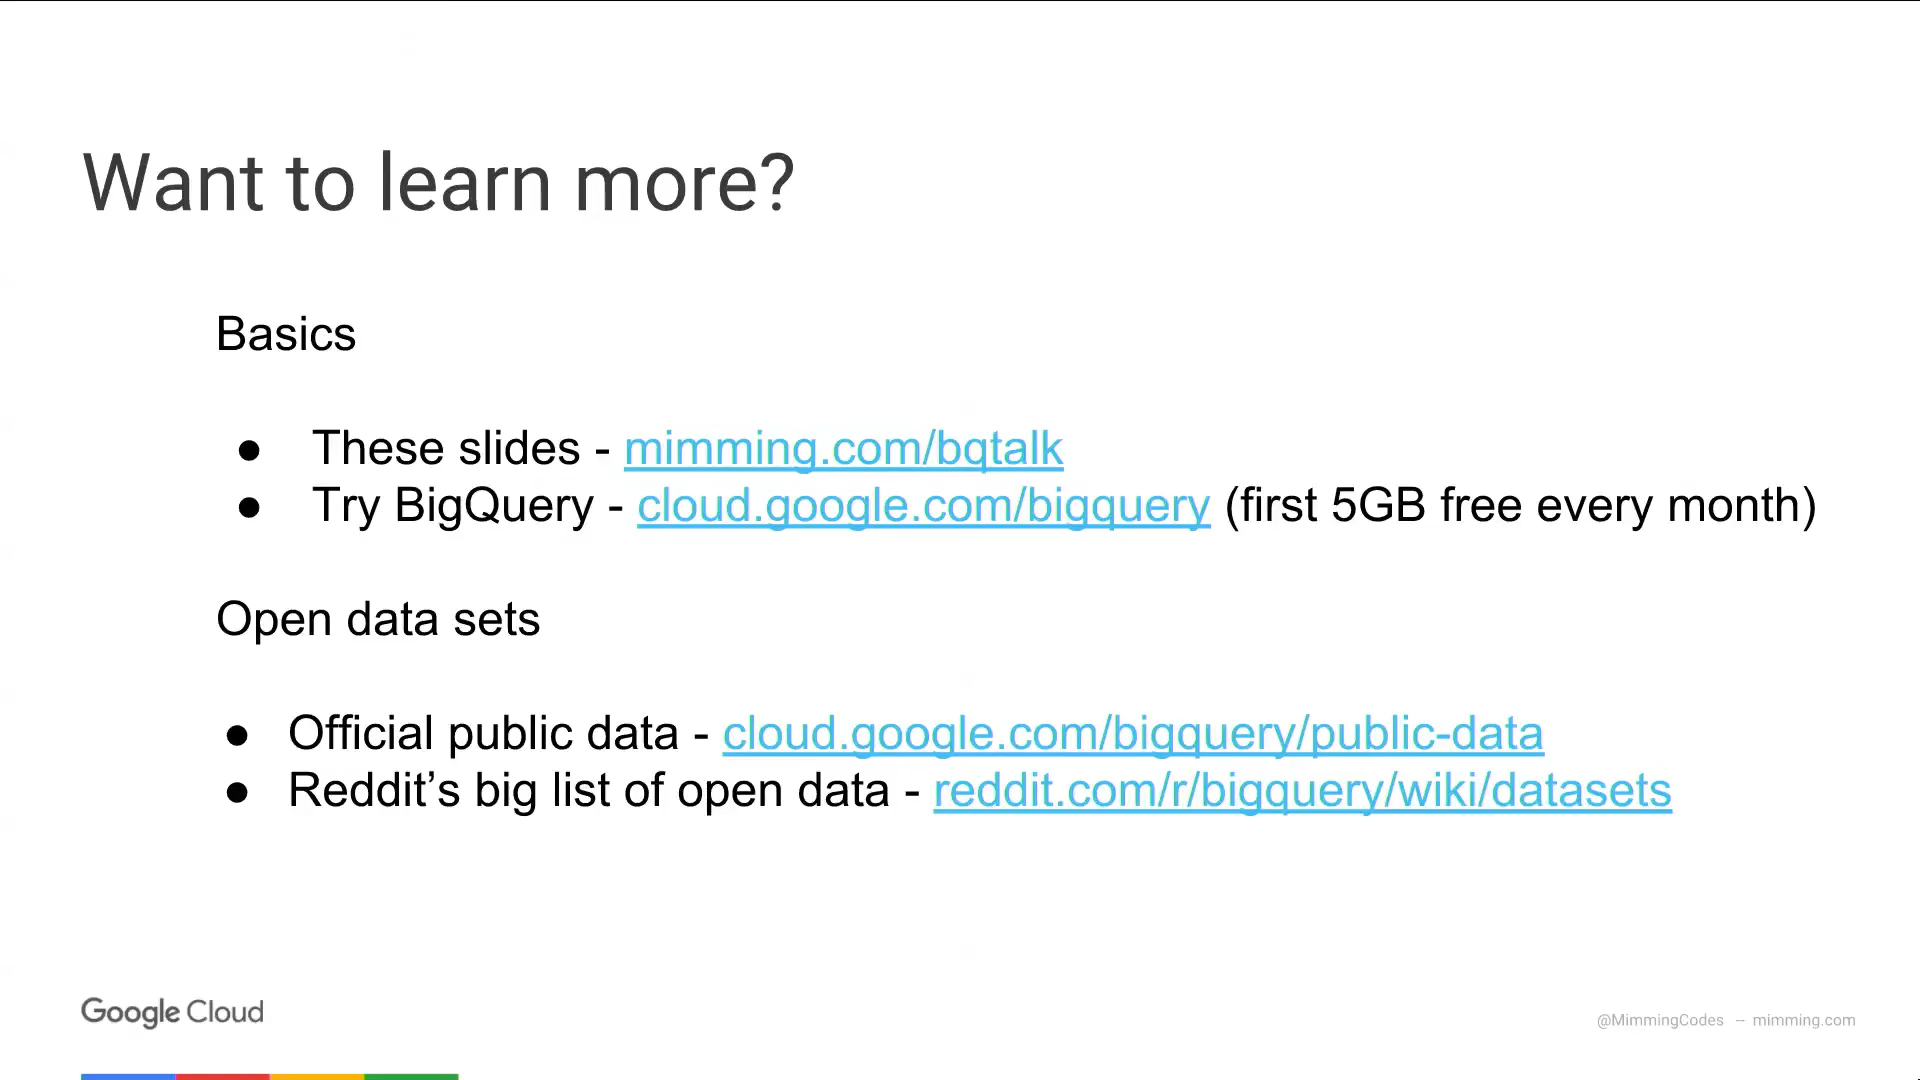 Want to learn more?
Basics
● These slides - mimming.com/bqtalk
● Try BigQuery - cloud.google.com/bigquery (first 5GB free every month)
Open data sets
● Official public data - cloud.google.com/bigquery/public-data
● Reddit’s big list of open data - reddit.com/r/bigquery/wiki/datasets
Google Cloud
@MimmingCodes – mimming.com